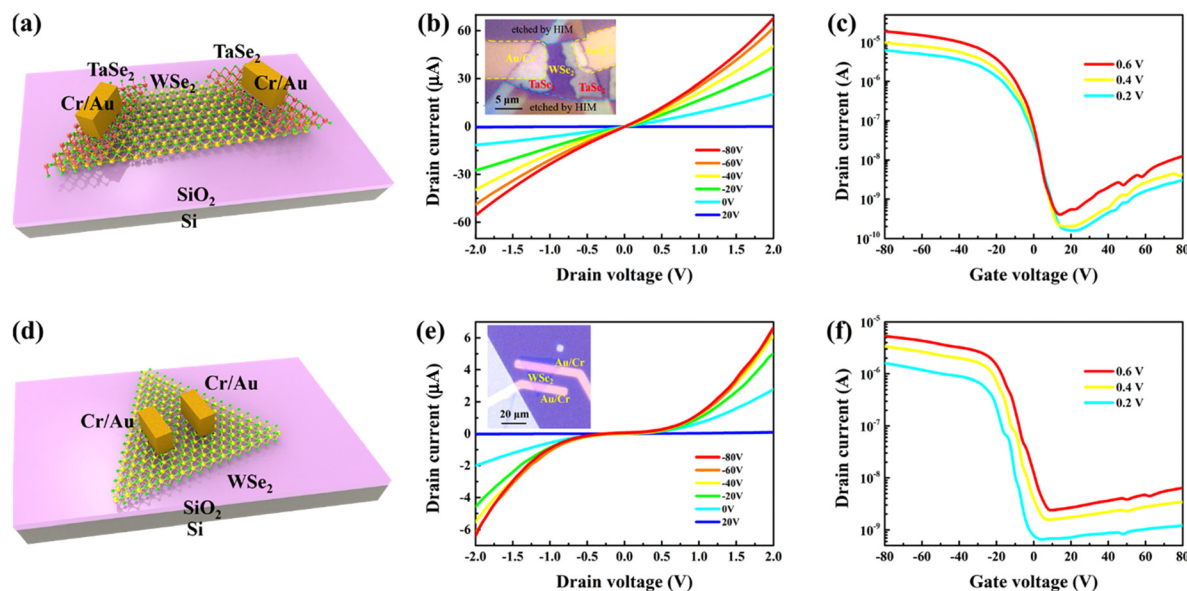 (a)
TaSe₂
TaSe₂
WSe₂
Cr/Au
Cr/Au
SiO₂
Si
(b)
Drain current (µA)
60
30
0
-30
-60
etched by HIM
Au/Cr
Au/Cr
WSe₂
TaSe₂
TaSe₂
5 µm
etched by HIM
-80V
-60V
-40V
-20V
0V
20V
-2.0 -1.5 -1.0 -0.5 0.0 0.5 1.0 1.5 2.0
Drain voltage (V)
(c)
Drain current (A)
10⁻⁵
10⁻⁶
10⁻⁷
10⁻⁸
10⁻⁹
10⁻¹⁰
0.6 V
0.4 V
0.2 V
-80 -60 -40 -20 0 20 40 60 80
Gate voltage (V)
(d)
Cr/Au
Cr/Au
WSe₂
SiO₂
Si
(e)
Drain current (µA)
6
4
2
0
-2
-4
-6
Au/Cr
WSe₂
Au/Cr
20 µm
-80V
-60V
-40V
-20V
0V
20V
-2.0 -1.5 -1.0 -0.5 0.0 0.5 1.0 1.5 2.0
Drain voltage (V)
(f)
Drain current (A)
10⁻⁵
10⁻⁶
10⁻⁷
10⁻⁸
10⁻⁹
0.6 V
0.4 V
0.2 V
-80 -60 -40 -20 0 20 40 60 80
Gate voltage (V)